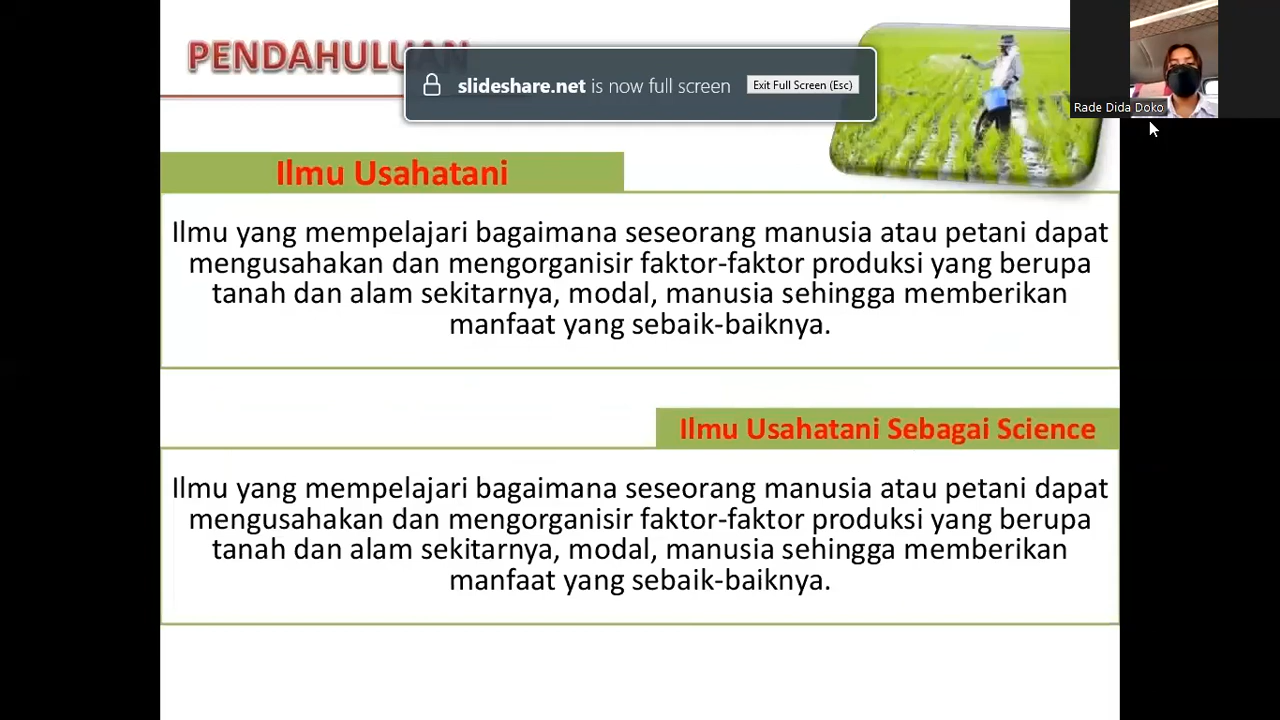 PENDAHULUAN
slideshare.net is now full screen
Exit Full Screen (Esc)
Rade Dida Doko
Ilmu Usahatani
Ilmu yang mempelajari bagaimana seseorang manusia atau petani dapat
mengusahakan dan mengorganisir faktor-faktor produksi yang berupa
tanah dan alam sekitarnya, modal, manusia sehingga memberikan
manfaat yang sebaik-baiknya.
Ilmu Usahatani Sebagai Science
Ilmu yang mempelajari bagaimana seseorang manusia atau petani dapat
mengusahakan dan mengorganisir faktor-faktor produksi yang berupa
tanah dan alam sekitarnya, modal, manusia sehingga memberikan
manfaat yang sebaik-baiknya.